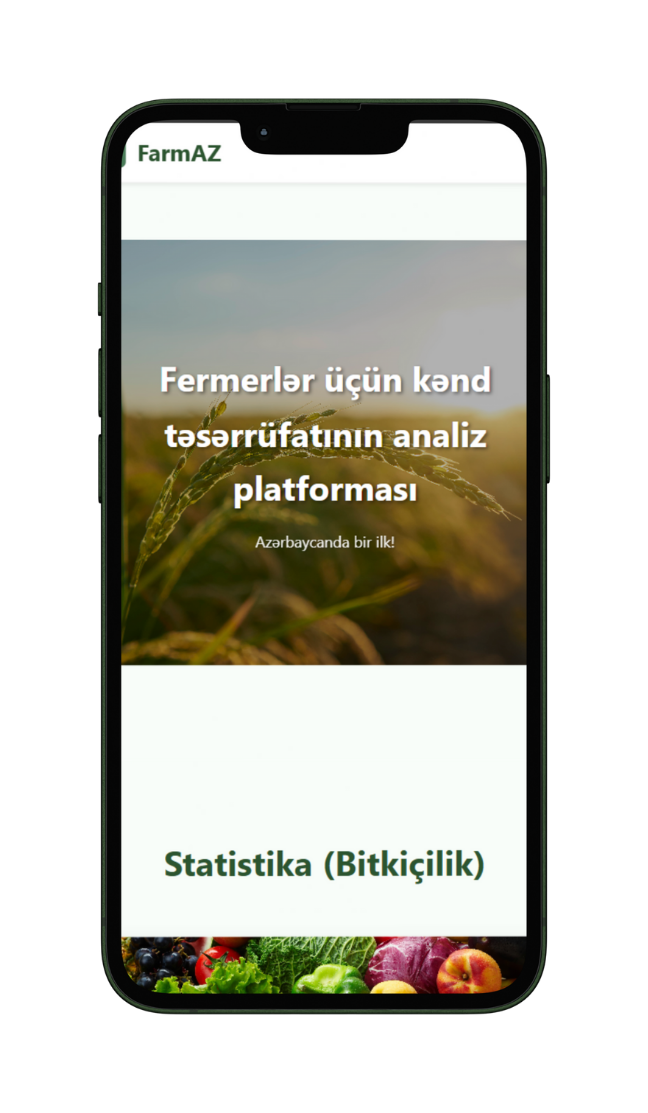 FarmAZ
Fermerlər üçün kənd
təsərrüfatının analiz
platforması
Azərbaycanda bir ilk!
Statistika (Bitkiçilik)